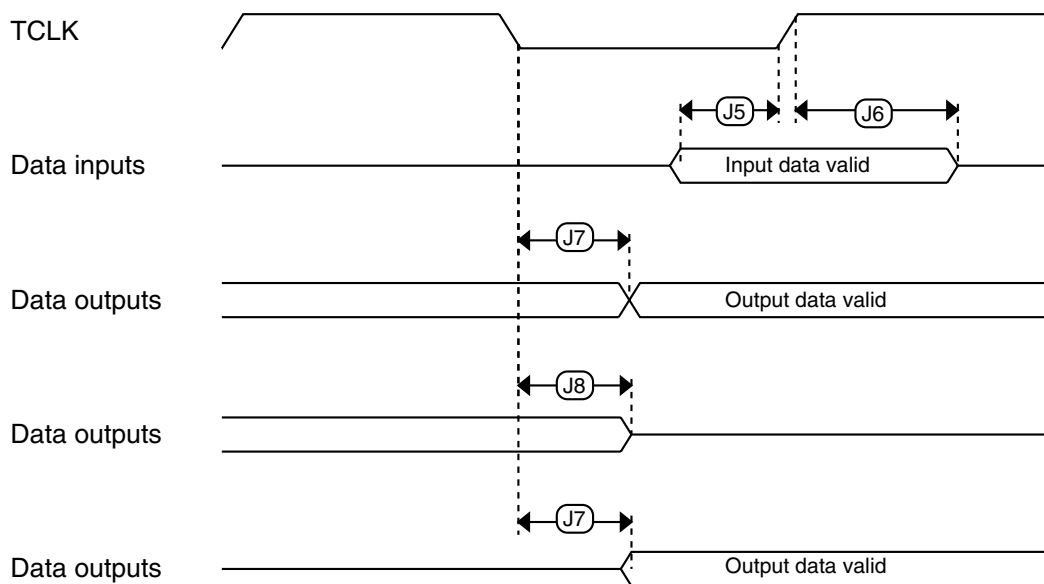 TCLK
J5
J6
Data inputs
Input data valid
J7
Data outputs
Output data valid
J8
Data outputs
J7
Data outputs
Output data valid